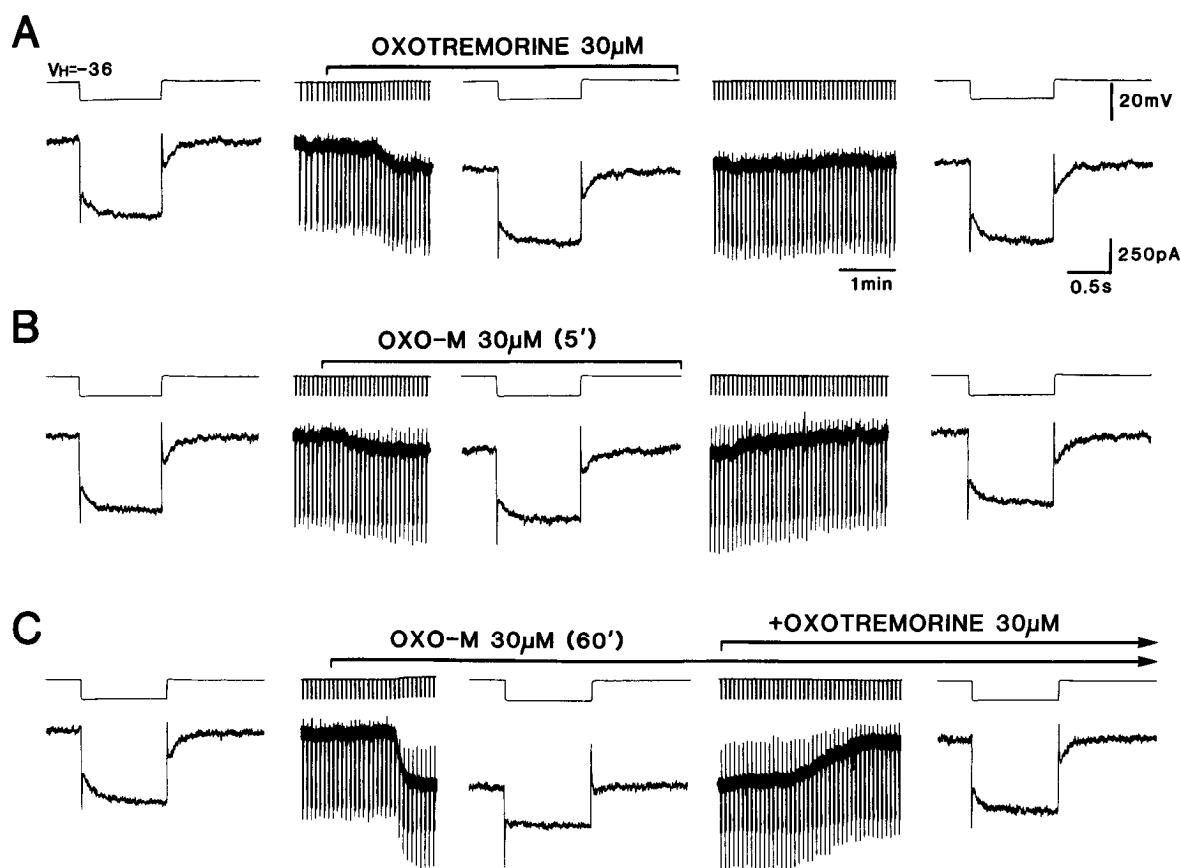 A
OXOTREMORINE 30µM
VH=-36
20mV
250pA
1min
0.5s
B
OXO-M 30µM (5′)
C
+OXOTREMORINE 30µM
OXO-M 30µM (60′)